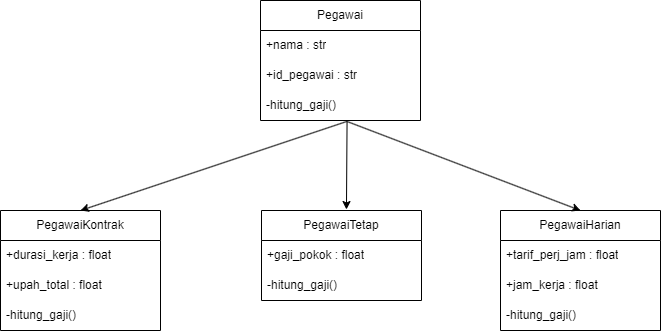 Pegawai
+nama : str
+id_pegawai : str
-hitung_gaji()
PegawaiKontrak
+durasi_kerja : float
+upah_total : float
-hitung_gaji()
PegawaiTetap
+gaji_pokok : float
-hitung_gaji()
PegawaiHarian
+tarif_perj_jam : float
+jam_kerja : float
-hitung_gaji()